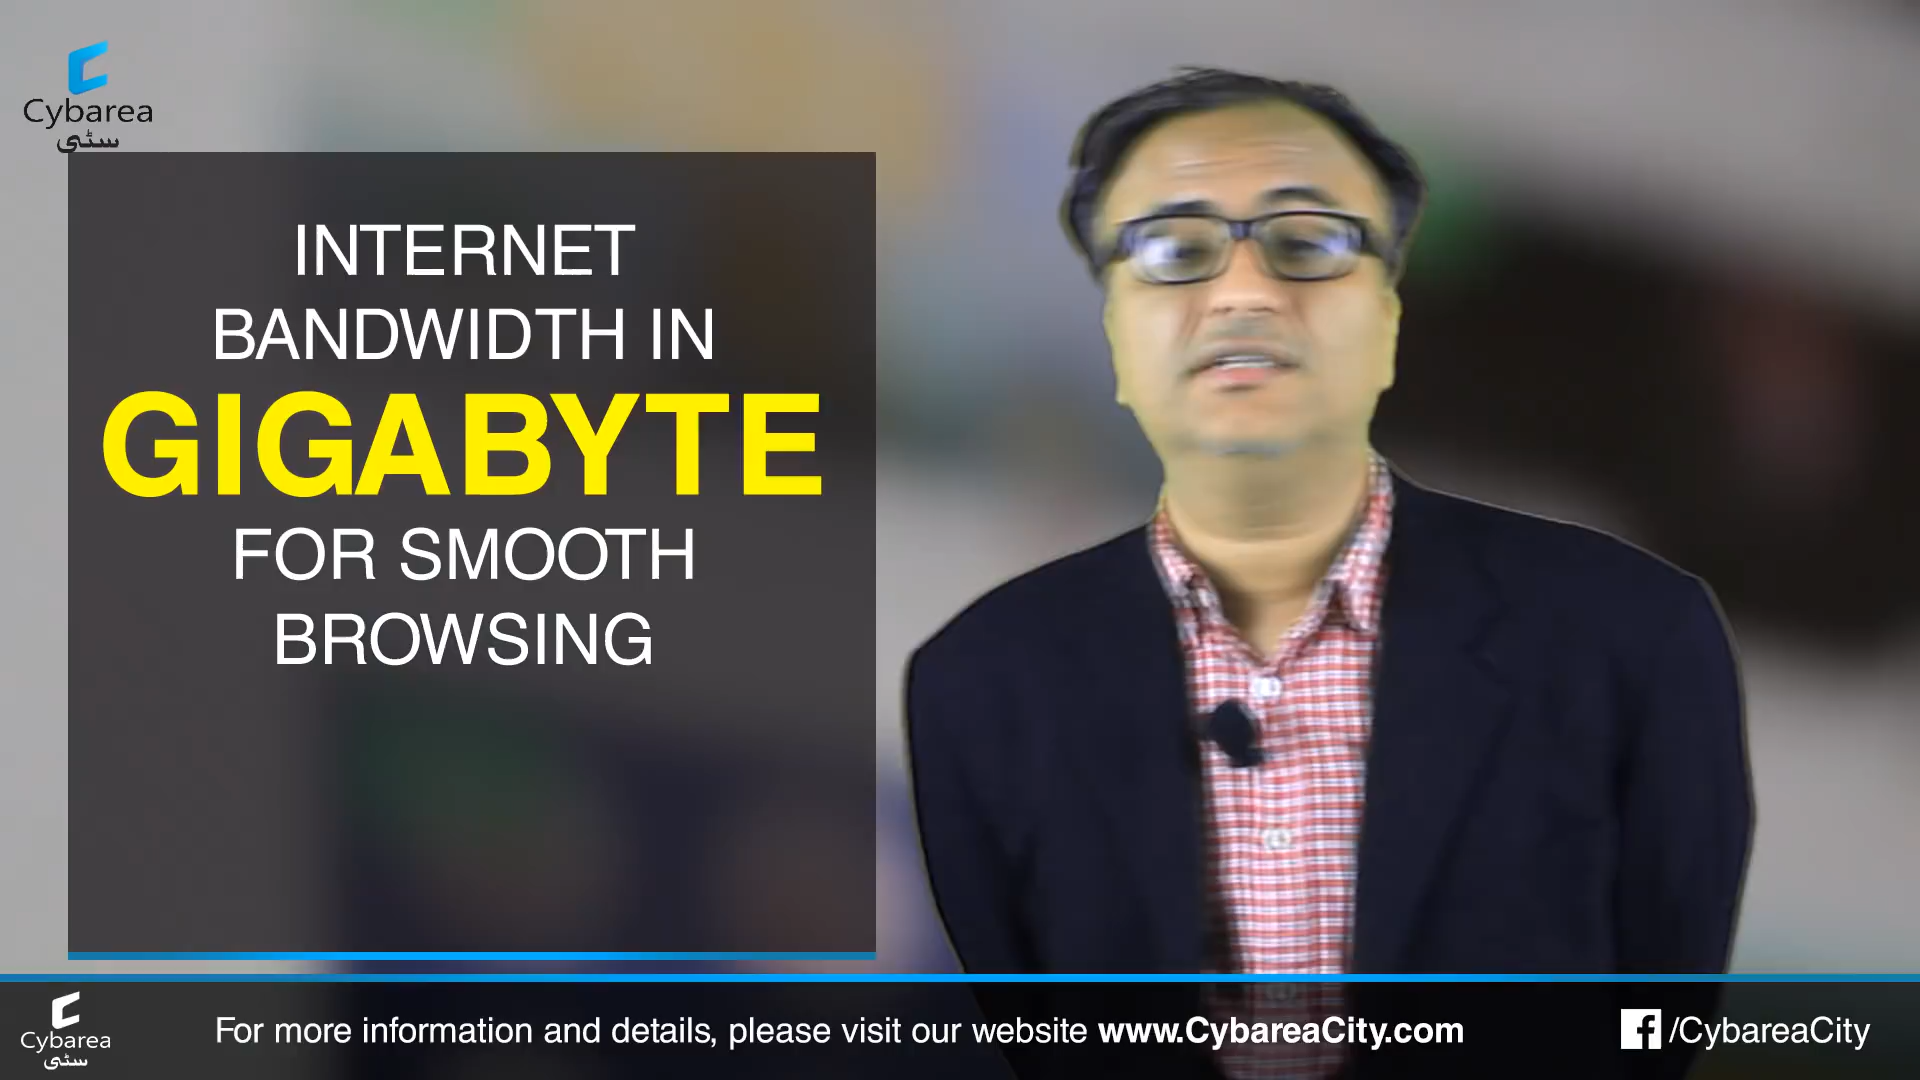 Cybarea
سٹی
INTERNET
BANDWIDTH IN
GIGABYTE
FOR SMOOTH
BROWSING
Cybarea
سٹی
For more information and details, please visit our website www.CybareaCity.com
/CybareaCity